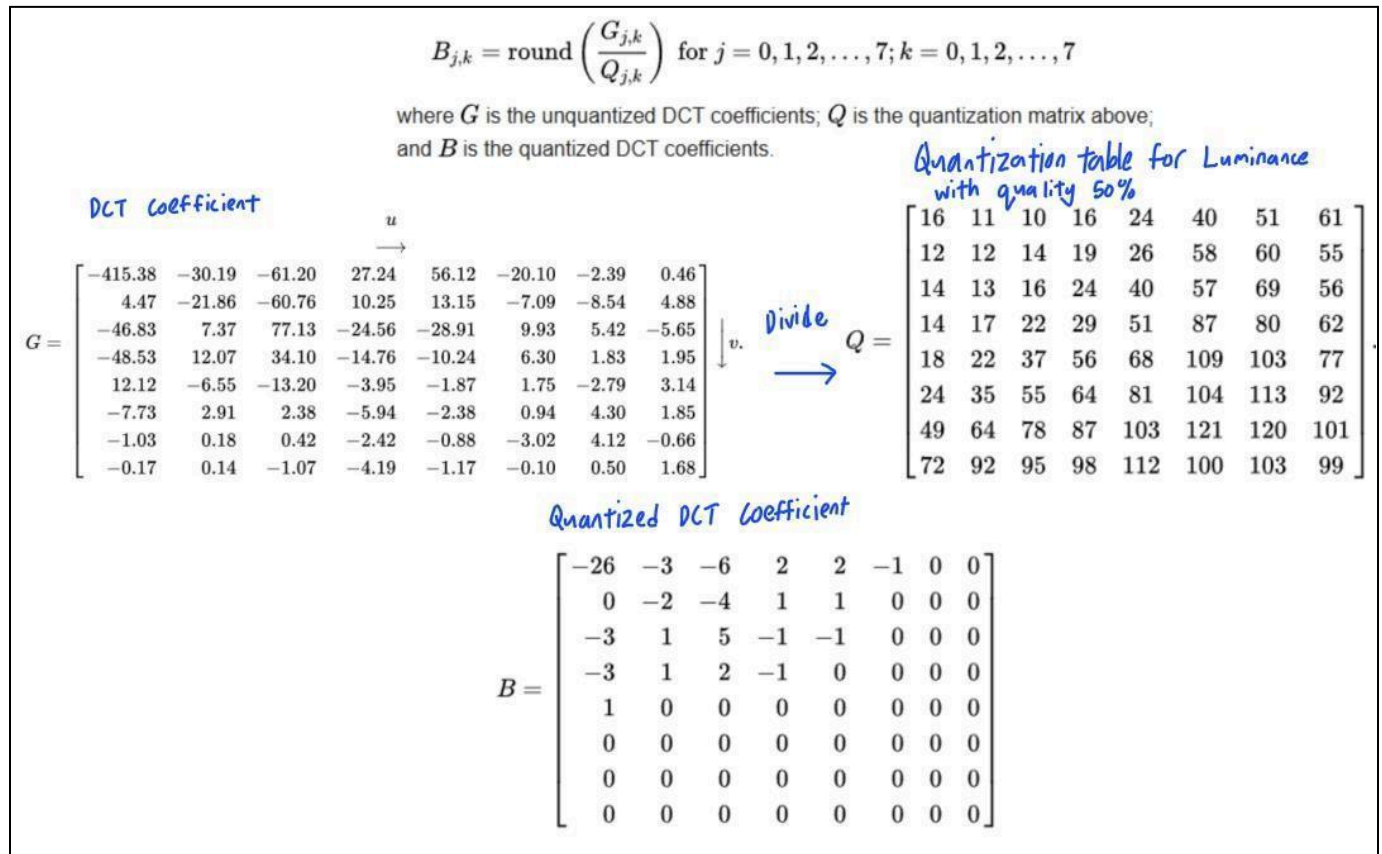 B_{j,k} = round ( G_{j,k} / Q_{j,k} ) for j = 0, 1, 2, . . . , 7; k = 0, 1, 2, . . . , 7
where G is the unquantized DCT coefficients; Q is the quantization matrix above;
and B is the quantized DCT coefficients.
Quantization table for Luminance
with quality 50%
DCT coefficient
u
→
G =
−415.38 −30.19 −61.20 27.24 56.12 −20.10 −2.39 0.46
4.47 −21.86 −60.76 10.25 13.15 −7.09 −8.54 4.88
−46.83 7.37 77.13 −24.56 −28.91 9.93 5.42 −5.65
−48.53 12.07 34.10 −14.76 −10.24 6.30 1.83 1.95
12.12 −6.55 −13.20 −3.95 −1.87 1.75 −2.79 3.14
−7.73 2.91 2.38 −5.94 −2.38 0.94 4.30 1.85
−1.03 0.18 0.42 −2.42 −0.88 −3.02 4.12 −0.66
−0.17 0.14 −1.07 −4.19 −1.17 −0.10 0.50 1.68
↓ v.
Divide
→
Q =
16 11 10 16 24 40 51 61
12 12 14 19 26 58 60 55
14 13 16 24 40 57 69 56
14 17 22 29 51 87 80 62
18 22 37 56 68 109 103 77
24 35 55 64 81 104 113 92
49 64 78 87 103 121 120 101
72 92 95 98 112 100 103 99
.
Quantized DCT coefficient
B =
−26 −3 −6 2 2 −1 0 0
0 −2 −4 1 1 0 0 0
−3 1 5 −1 −1 0 0 0
−3 1 2 −1 0 0 0 0
1 0 0 0 0 0 0 0
0 0 0 0 0 0 0 0
0 0 0 0 0 0 0 0
0 0 0 0 0 0 0 0